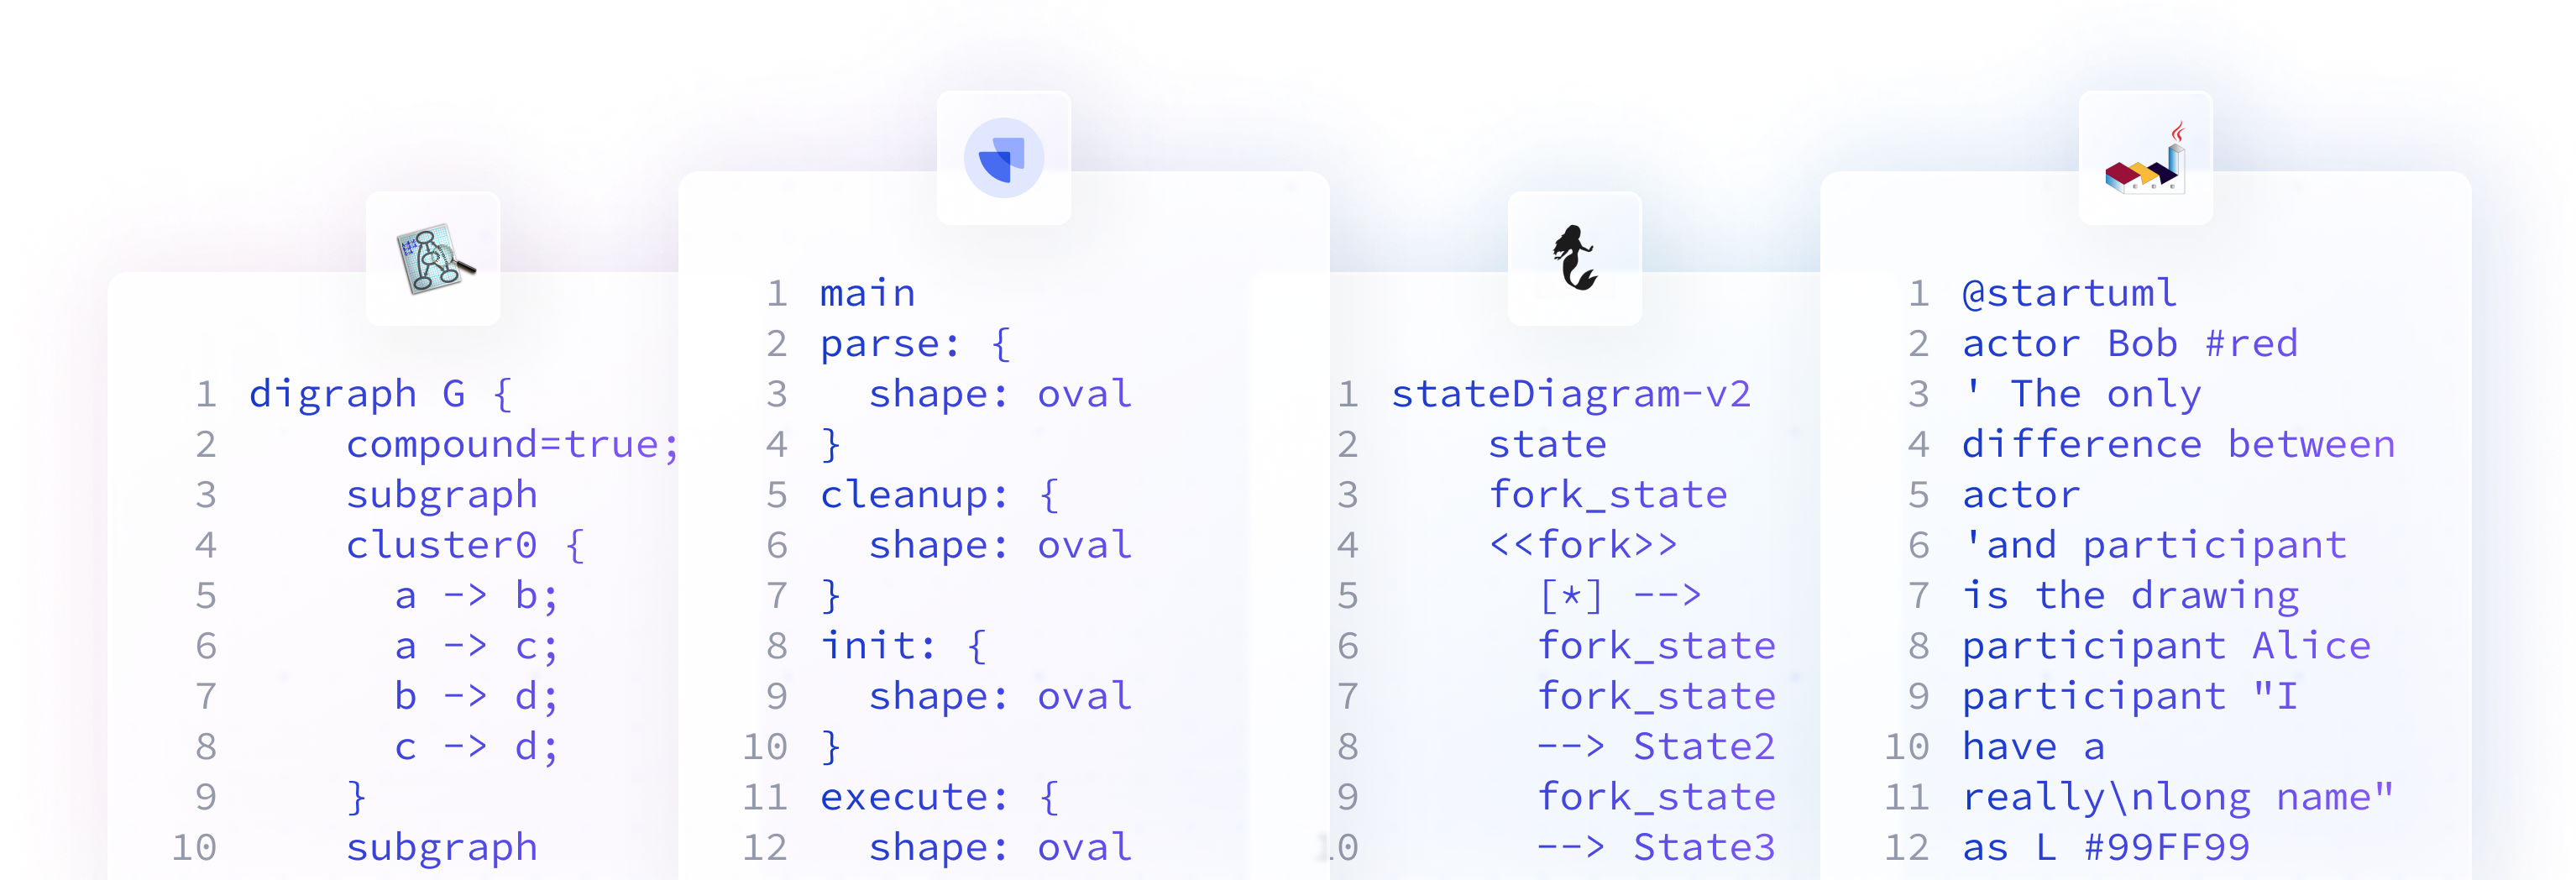 1 digraph G {
2     compound=true;
3     subgraph
4     cluster0 {
5       a -> b;
6       a -> c;
7       b -> d;
8       c -> d;
9     }
10     subgraph
1 main
2 parse: {
3   shape: oval
4 }
5 cleanup: {
6   shape: oval
7 }
8 init: {
9   shape: oval
10 }
11 execute: {
12   shape: oval
1 stateDiagram-v2
2     state
3     fork_state
4     <<fork>>
5       [*] -->
6       fork_state
7       fork_state
8       --> State2
9       fork_state
10       --> State3
1 @startuml
2 actor Bob #red
3 ' The only
4 difference between
5 actor
6 'and participant
7 is the drawing
8 participant Alice
9 participant "I
10 have a
11 really\nlong name"
12 as L #99FF99